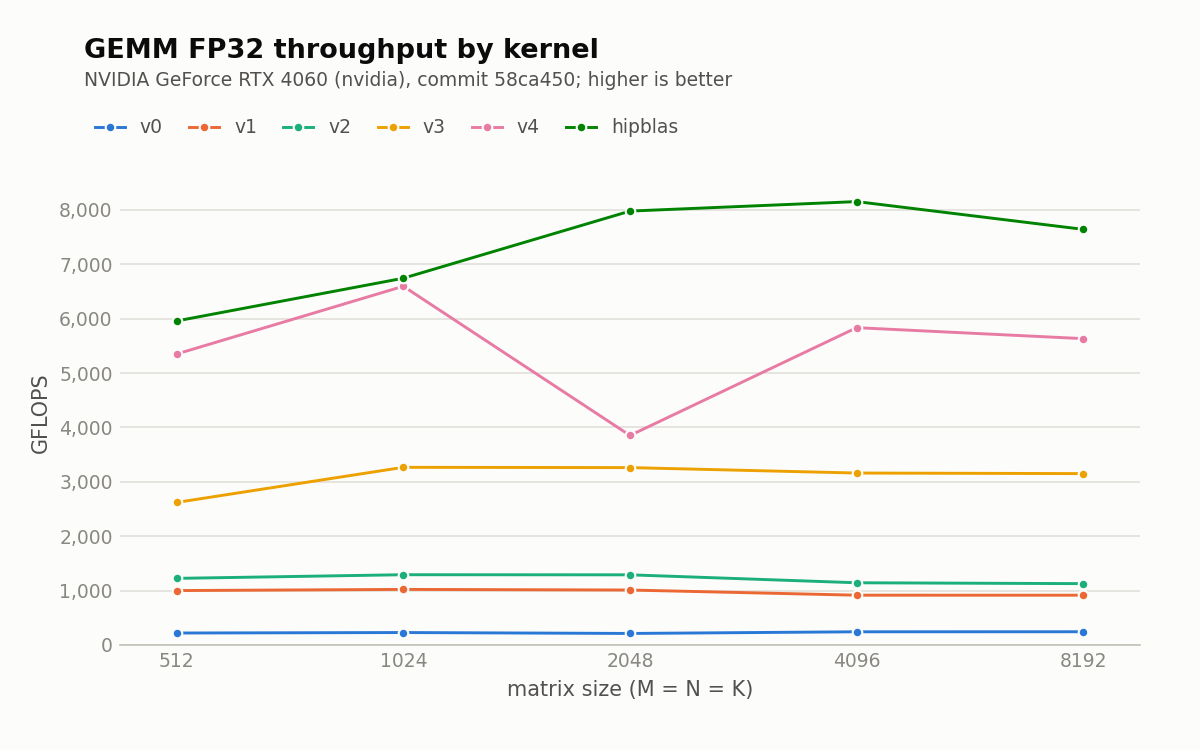 GEMM FP32 throughput by kernel
NVIDIA GeForce RTX 4060 (nvidia), commit 58ca450; higher is better
v0 v1 v2 v3 v4 hipblas
8,000
7,000
6,000
5,000
4,000
3,000
2,000
1,000
0
GFLOPS
512 1024 2048 4096 8192
matrix size (M = N = K)